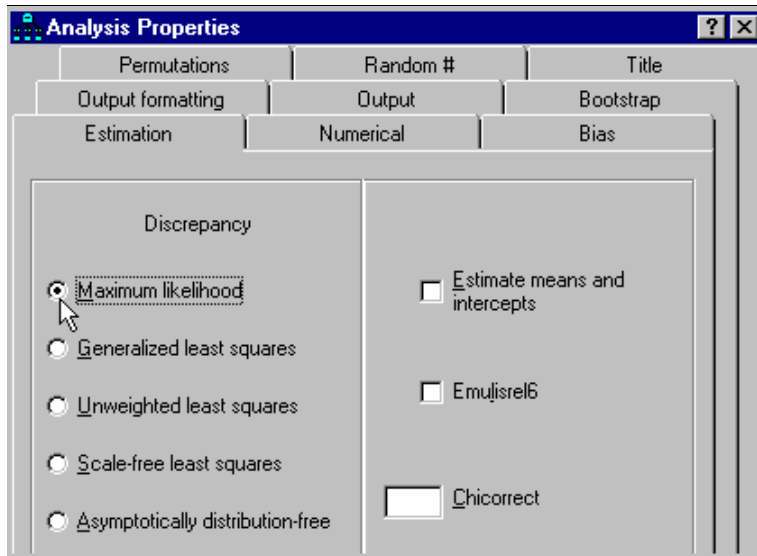 Analysis Properties
Permutations Random # Title
Output formatting Output Bootstrap
Estimation Numerical Bias
Discrepancy
Maximum likelihood
Generalized least squares
Unweighted least squares
Scale-free least squares
Asymptotically distribution-free
Estimate means and
intercepts
Emulisrel6
Chicorrect